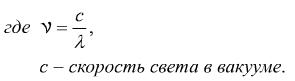 где ν = c/λ,
c – скорость света в вакууме.